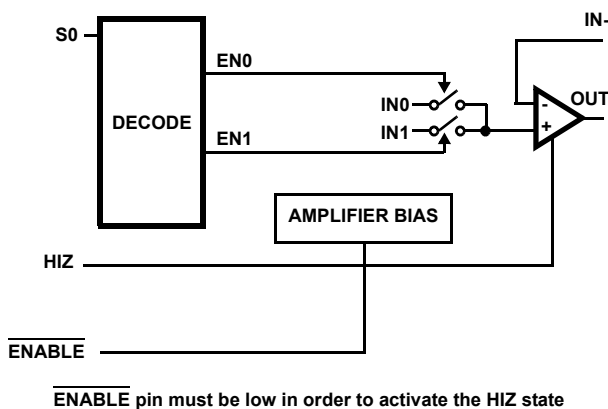 S0
IN-
EN0
IN0
OUT
DECODE
-
IN1
+
EN1
AMPLIFIER BIAS
HIZ
ENABLE
ENABLE pin must be low in order to activate the HIZ state